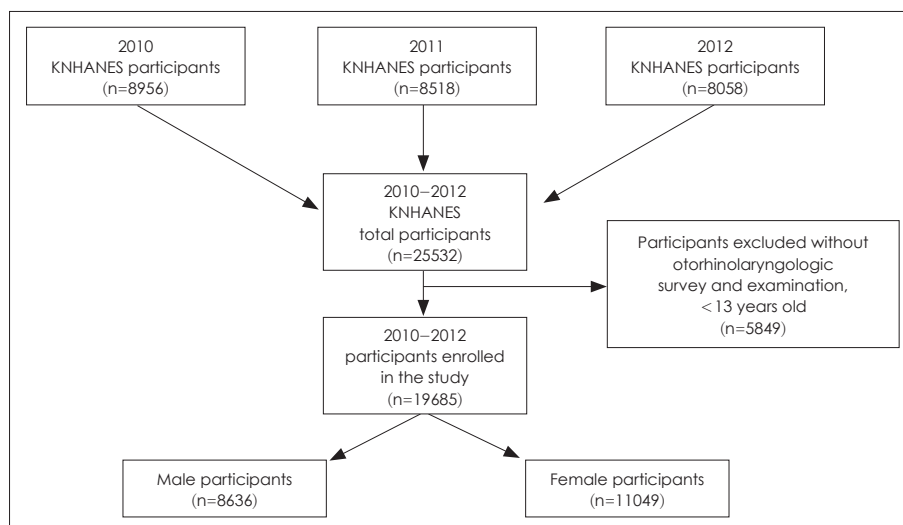 2010
KNHANES participants
(n=8956)
2011
KNHANES participants
(n=8518)
2012
KNHANES participants
(n=8058)
2010−2012
KNHANES
total participants
(n=25532)
Participants excluded without
otorhinolaryngologic
survey and examination,
<13 years old
(n=5849)
2010−2012
participants enrolled
in the study
(n=19685)
Male participants
(n=8636)
Female participants
(n=11049)